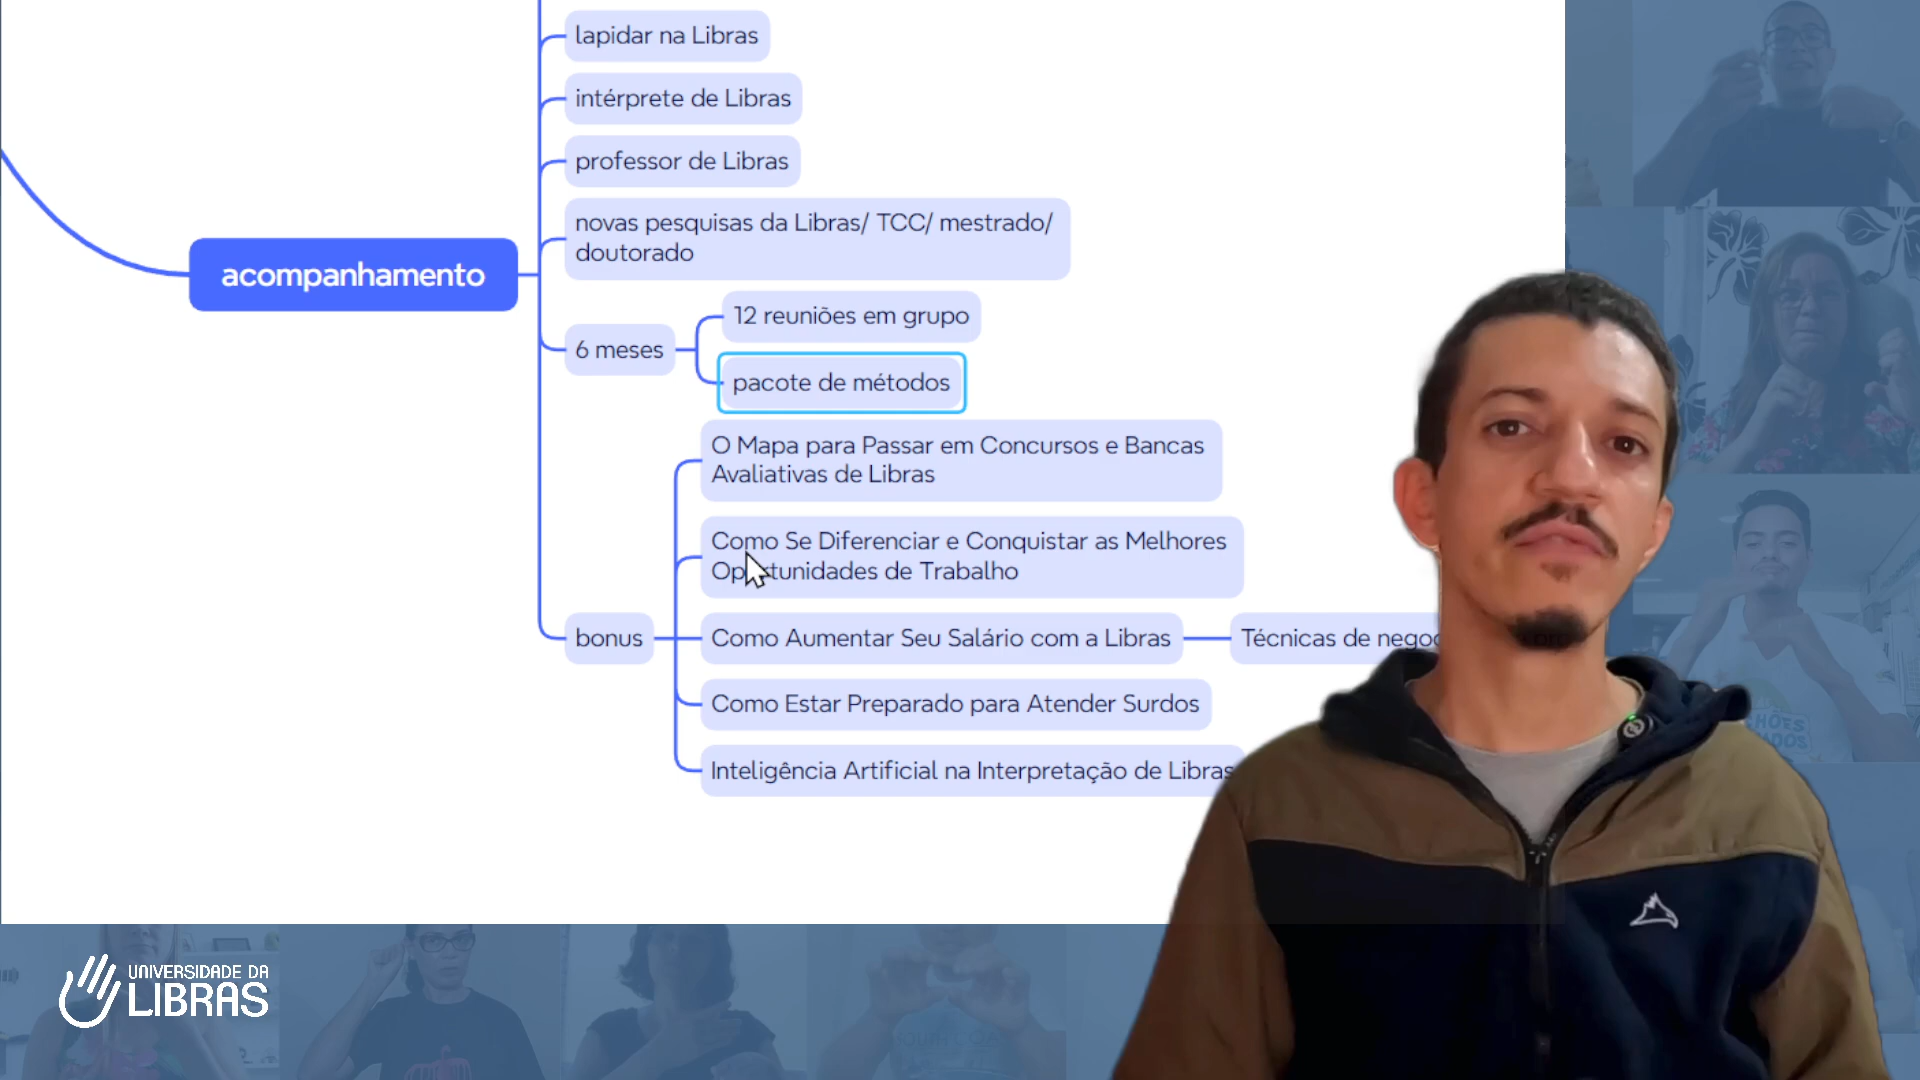 lapidar na Libras
intérprete de Libras
professor de Libras
novas pesquisas da Libras/ TCC/ mestrado/
doutorado
acompanhamento
12 reuniões em grupo
6 meses
pacote de métodos
O Mapa para Passar em Concursos e Bancas
Avaliativas de Libras
Como Se Diferenciar e Conquistar as Melhores
Oportunidades de Trabalho
bonus
Como Aumentar Seu Salário com a Libras
Técnicas de negoc
Como Estar Preparado para Atender Surdos
Inteligência Artificial na Interpretação de Libras
UNIVERSIDADE DA
LIBRAS